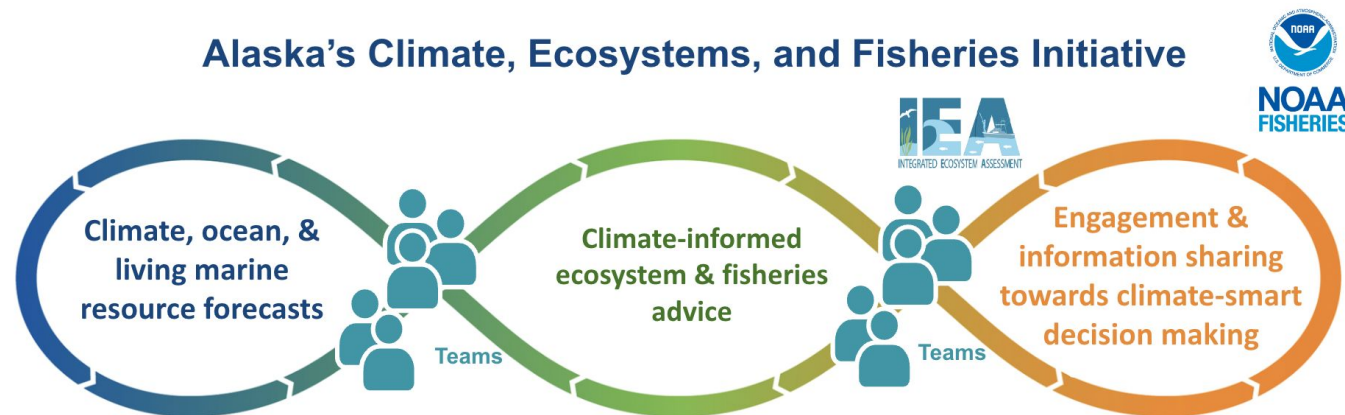 Alaska’s Climate, Ecosystems, and Fisheries Initiative
NOAA
NOAA
FISHERIES
IEA
INTEGRATED ECOSYSTEM ASSESSMENT
Climate, ocean, &
living marine
resource forecasts
Teams
Climate-informed
ecosystem & fisheries
advice
Teams
Engagement &
information sharing
towards climate-smart
decision making